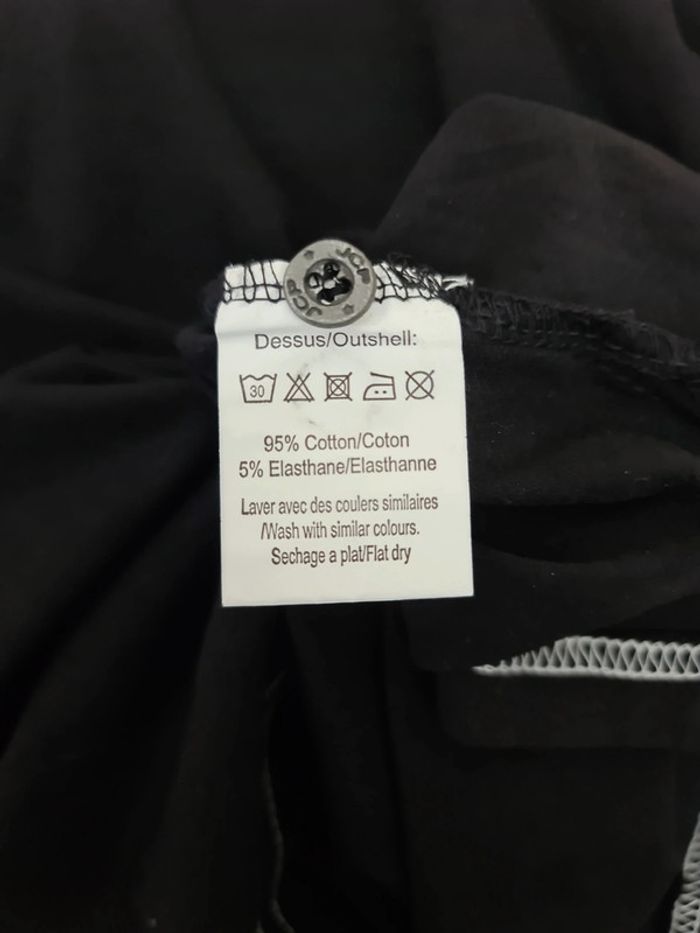 JCP
JCP
Dessus/Outshell:
30
95% Cotton/Coton
5% Elasthane/Elasthanne
Laver avec des coulers similaires
/Wash with similar colours.
Sechage a plat/Flat dry